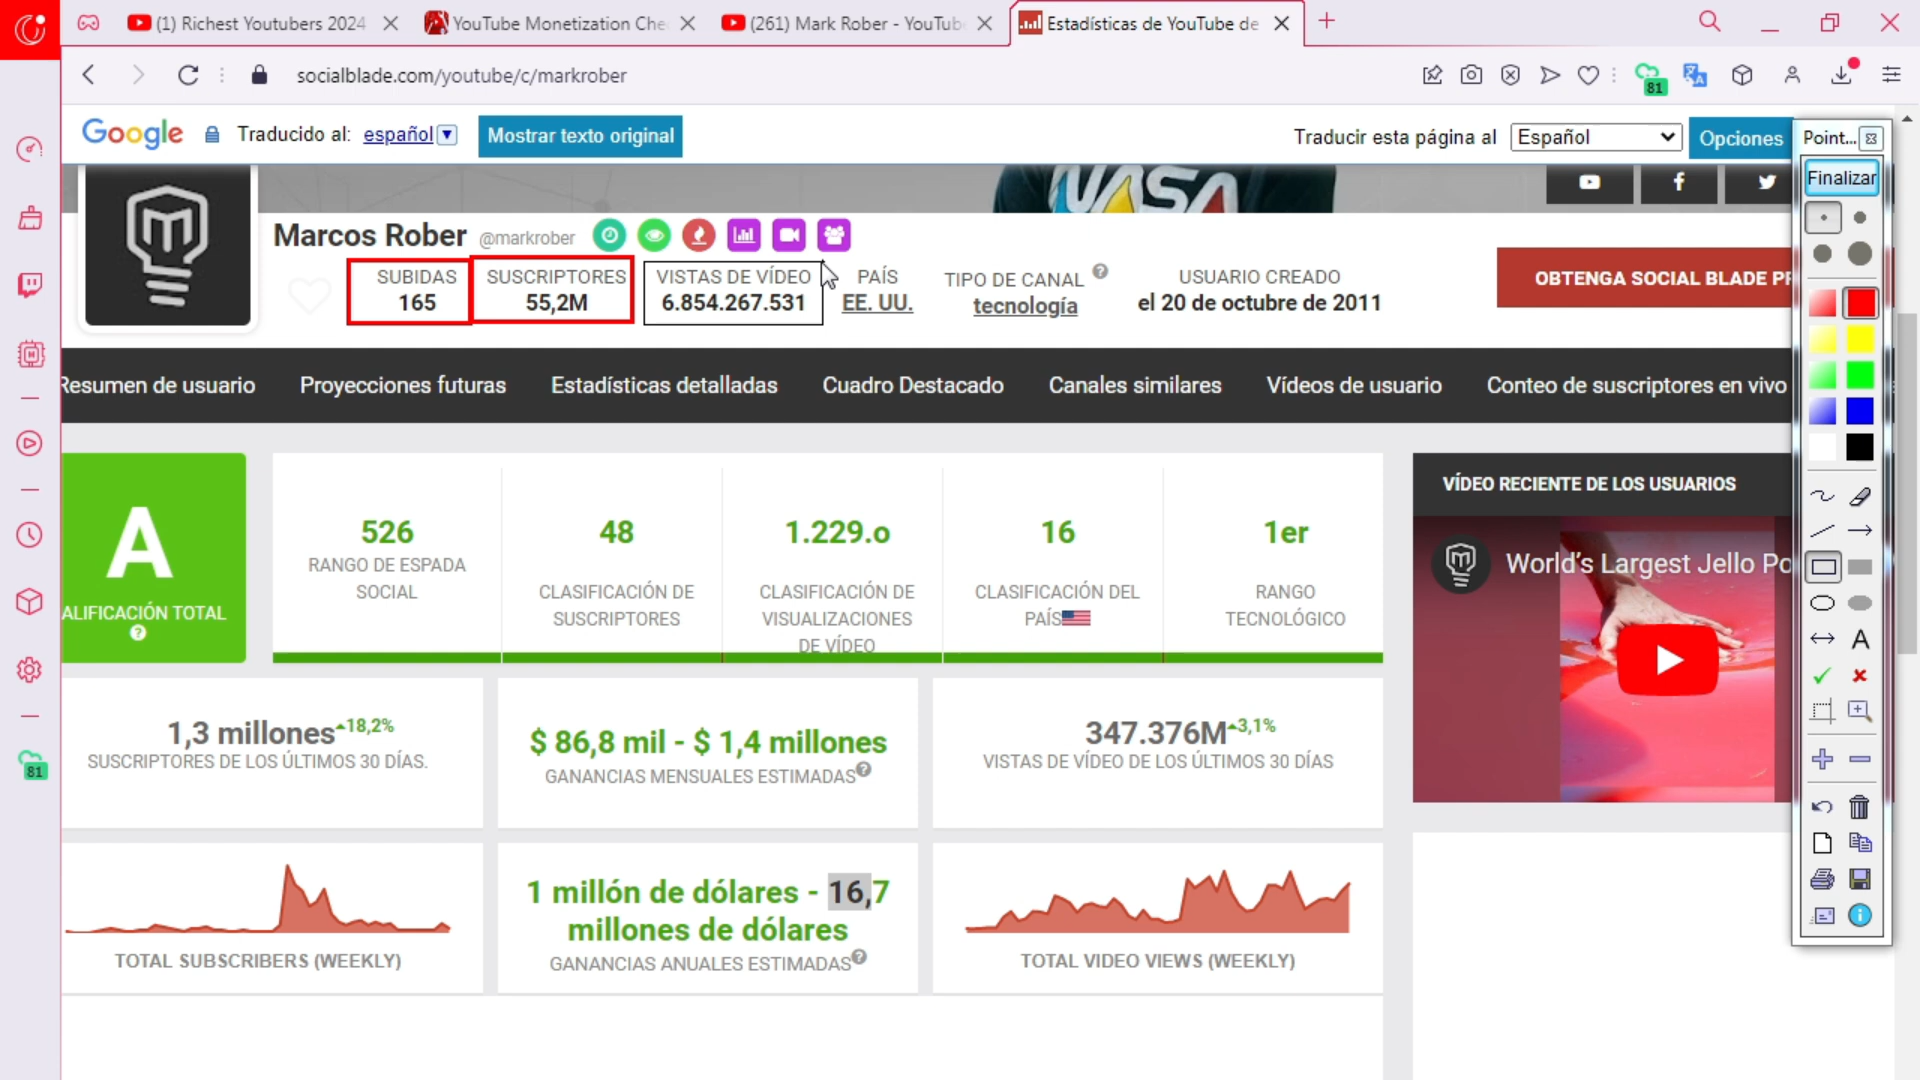 (1) Richest Youtubers 2024
YouTube Monetization Che
(261) Mark Rober - YouTub
Estadísticas de YouTube de
socialblade.com/youtube/c/markrober
81
Google Traducido al: español Mostrar texto original Traducir esta página al Español Opciones
Point...
Finalizar
NASA
Marcos Rober @markrober
SUBIDAS
165
SUSCRIPTORES
55,2M
VISTAS DE VÍDEO
6.854.267.531
PAÍS
EE. UU.
TIPO DE CANAL ?
tecnología
USUARIO CREADO
el 20 de octubre de 2011
OBTENGA SOCIAL BLADE PR
Resumen de usuario Proyecciones futuras Estadísticas detalladas Cuadro Destacado Canales similares Vídeos de usuario Conteo de suscriptores en vivo
A
ALIFICACIÓN TOTAL
?
526
RANGO DE ESPADA
SOCIAL
48
CLASIFICACIÓN DE
SUSCRIPTORES
1.229.o
CLASIFICACIÓN DE
VISUALIZACIONES
DE VÍDEO
16
CLASIFICACIÓN DEL
PAÍS
1er
RANGO
TECNOLÓGICO
VÍDEO RECIENTE DE LOS USUARIOS
World's Largest Jello Po
1,3 millones 18,2%
SUSCRIPTORES DE LOS ÚLTIMOS 30 DÍAS.
$ 86,8 mil - $ 1,4 millones
GANANCIAS MENSUALES ESTIMADAS ?
347.376M 3,1%
VISTAS DE VÍDEO DE LOS ÚLTIMOS 30 DÍAS
TOTAL SUBSCRIBERS (WEEKLY)
1 millón de dólares - 16,7
millones de dólares
GANANCIAS ANUALES ESTIMADAS ?
TOTAL VIDEO VIEWS (WEEKLY)
A
81